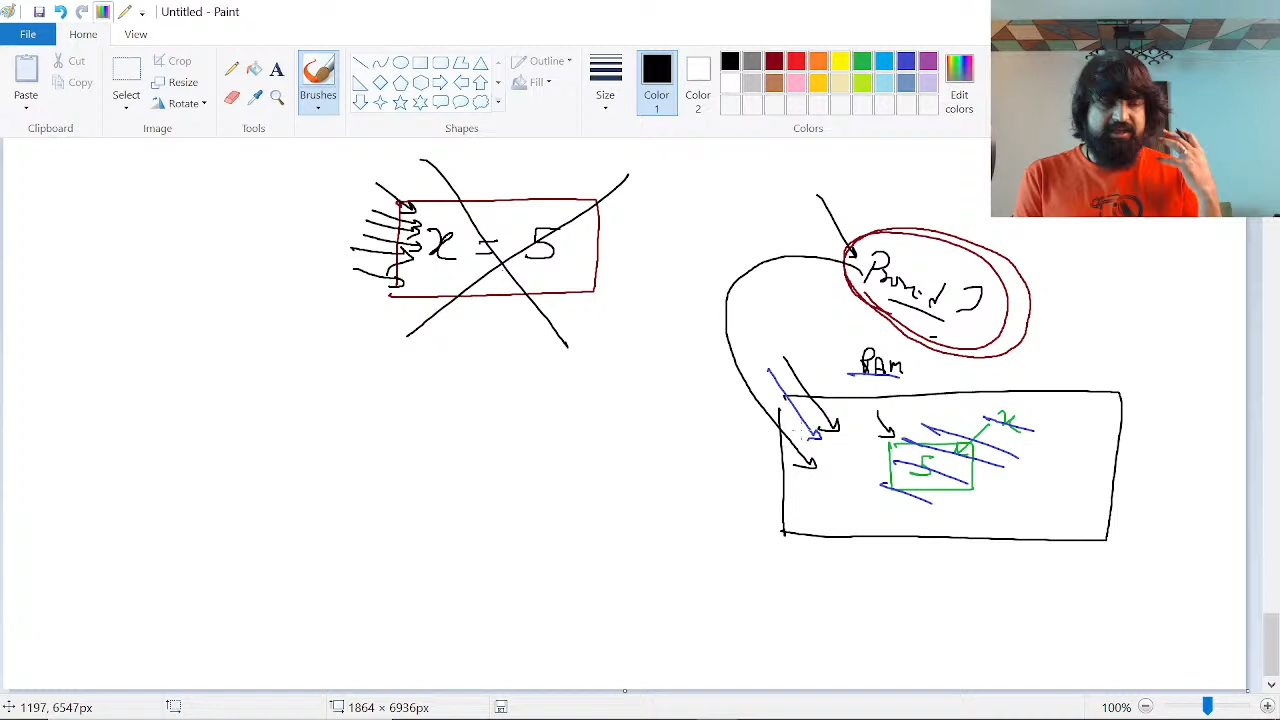 Untitled - Paint
File
Home
View
Paste
Cut
Copy
Clipboard
Select
Crop
Resize
Rotate
Image
Tools
Brushes
Outline
Fill
Shapes
Size
Color 1
Color 2
Edit colors
Colors
x = 5
RAM
x
5
1197, 6547px
1864 × 6936px
100%